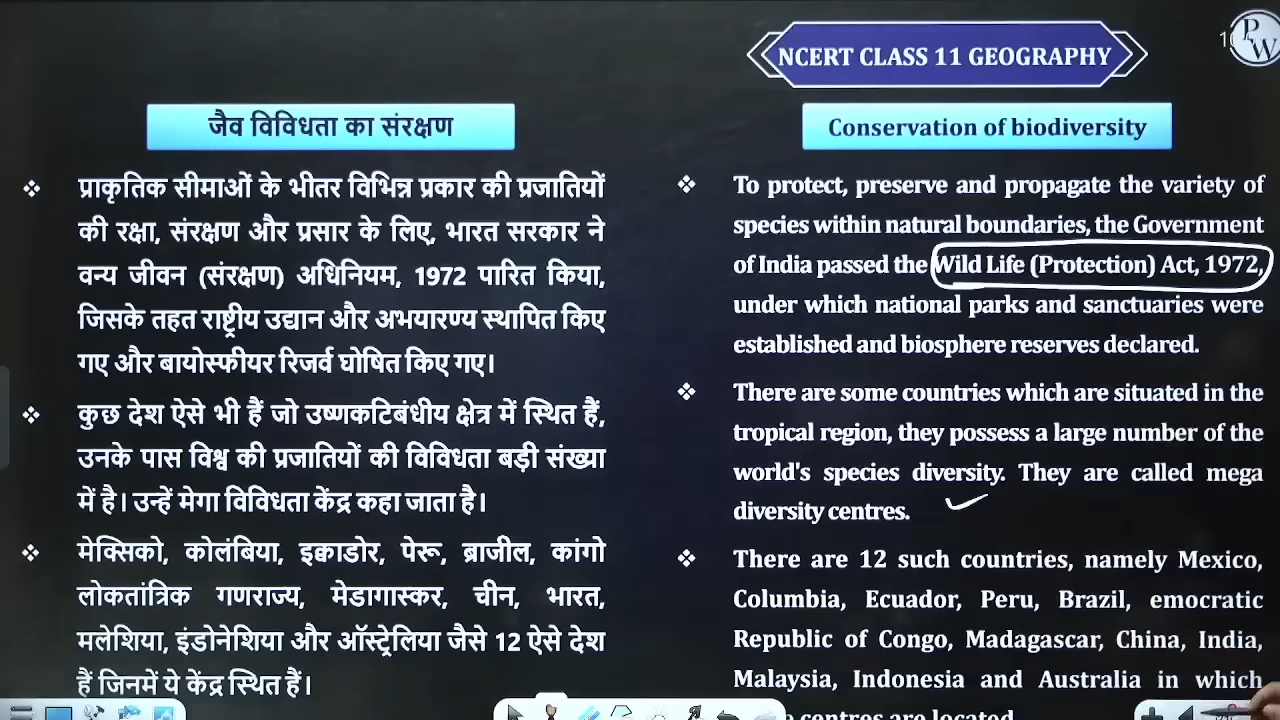 NCERT CLASS 11 GEOGRAPHY
PW
जैव विविधता का संरक्षण
❖ प्राकृतिक सीमाओं के भीतर विभिन्न प्रकार की प्रजातियों
की रक्षा, संरक्षण और प्रसार के लिए, भारत सरकार ने
वन्य जीवन (संरक्षण) अधिनियम, 1972 पारित किया,
जिसके तहत राष्ट्रीय उद्यान और अभयारण्य स्थापित किए
गए और बायोस्फीयर रिजर्व घोषित किए गए।
❖ कुछ देश ऐसे भी हैं जो उष्णकटिबंधीय क्षेत्र में स्थित हैं,
उनके पास विश्व की प्रजातियों की विविधता बड़ी संख्या
में है। उन्हें मेगा विविधता केंद्र कहा जाता है।
❖ मेक्सिको, कोलंबिया, इक्वाडोर, पेरू, ब्राजील, कांगो
लोकतांत्रिक गणराज्य, मेडागास्कर, चीन, भारत,
मलेशिया, इंडोनेशिया और ऑस्ट्रेलिया जैसे 12 ऐसे देश
हैं जिनमें ये केंद्र स्थित हैं।
Conservation of biodiversity
❖ To protect, preserve and propagate the variety of
species within natural boundaries, the Government
of India passed the Wild Life (Protection) Act, 1972,
under which national parks and sanctuaries were
established and biosphere reserves declared.
❖ There are some countries which are situated in the
tropical region, they possess a large number of the
world's species diversity. They are called mega
diversity centres.
❖ There are 12 such countries, namely Mexico,
Columbia, Ecuador, Peru, Brazil, emocratic
Republic of Congo, Madagascar, China, India,
Malaysia, Indonesia and Australia in which
centres are located.